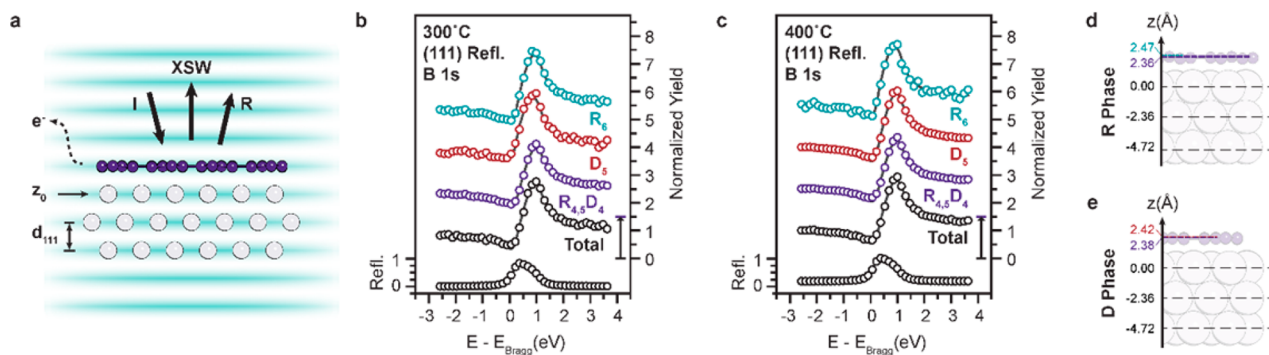 a
XSW
I
R
e-
z₀
d₁₁₁
b
300˚C
(111) Refl.
B 1s
R₆
D₅
R₄,₅D₄
Total
8
7
6
5
4
3
2
1
0
Normalized Yield
Refl.
1
0
-3 -2 -1 0 1 2 3 4
E - E_Bragg(eV)
c
400˚C
(111) Refl.
B 1s
R₆
D₅
R₄,₅D₄
Total
8
7
6
5
4
3
2
1
0
Normalized Yield
Refl.
1
0
-3 -2 -1 0 1 2 3 4
E - E_Bragg(eV)
d
z(Å)
2.47
2.36
0.00
-2.36
-4.72
R Phase
e
z(Å)
2.42
2.38
0.00
-2.36
-4.72
D Phase